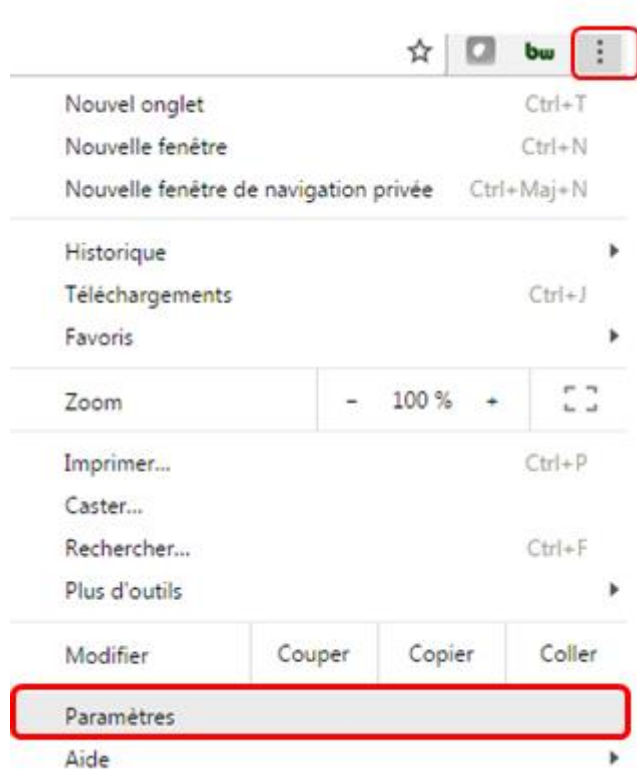 bw
Nouvel onglet Ctrl+T
Nouvelle fenêtre Ctrl+N
Nouvelle fenêtre de navigation privée Ctrl+Maj+N
Historique
Téléchargements Ctrl+J
Favoris
Zoom - 100 % +
Imprimer... Ctrl+P
Caster...
Rechercher... Ctrl+F
Plus d'outils
Modifier Couper Copier Coller
Paramètres
Aide